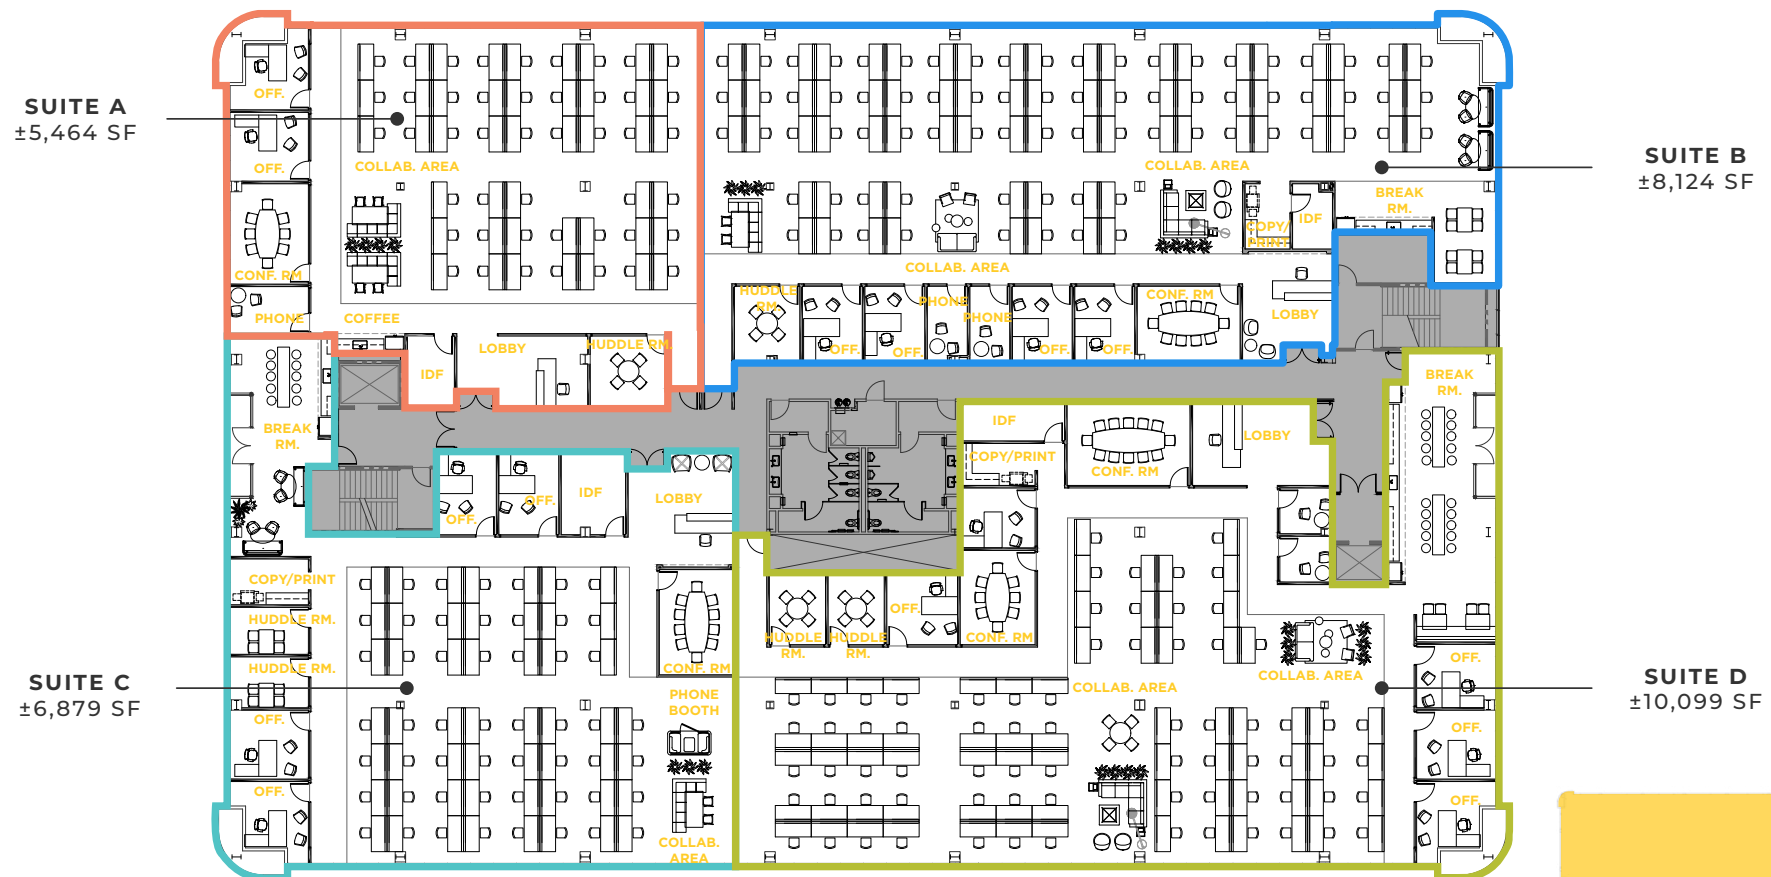 SUITE A
±5,464 SF
OFF.
OFF.
CONF. RM
PHONE
COLLAB. AREA
COFFEE
IDF
LOBBY
HUDDLE RM.
SUITE B
±8,124 SF
COLLAB. AREA
BREAK
RM.
COPY/
PRINT
IDF
COLLAB. AREA
HUDDLE
RM.
OFF.
OFF.
PHONE
PHONE
OFF.
OFF.
CONF. RM
LOBBY
SUITE C
±6,879 SF
BREAK
RM.
OFF.
OFF.
IDF
LOBBY
COPY/PRINT
HUDDLE RM.
HUDDLE RM.
OFF.
OFF.
CONF. RM
PHONE
BOOTH
COLLAB.
AREA
SUITE D
±10,099 SF
IDF
COPY/PRINT
CONF. RM
LOBBY
BREAK
RM.
HUDDLE
RM.
HUDDLE
RM.
OFF.
CONF. RM
COLLAB. AREA
COLLAB. AREA
OFF.
OFF.
OFF.